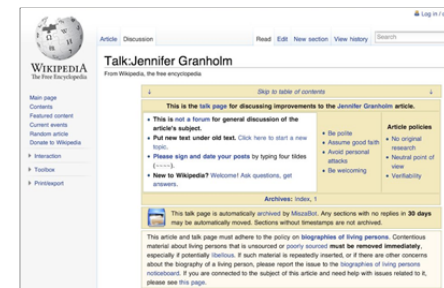 Log in /
Article Discussion Read Edit New section View history Search
WIKIPEDIA
The Free Encyclopedia
Main page
Contents
Featured content
Current events
Random article
Donate to Wikipedia
Interaction
Toolbox
Print/export
Talk:Jennifer Granholm
From Wikipedia, the free encyclopedia
↓ Skip to table of contents ↓
This is the talk page for discussing improvements to the Jennifer Granholm article.
• This is not a forum for general discussion of the
article's subject.
• Put new text under old text. Click here to start a new
topic.
• Please sign and date your posts by typing four tildes
(~~~~).
• New to Wikipedia? Welcome! Ask questions, get
answers.
• Be polite
• Assume good faith
• Avoid personal
attacks
• Be welcoming
Article policies
• No original
research
• Neutral point of
view
• Verifiability
Archives: Index, 1
This talk page is automatically archived by MiszaBot. Any sections with no replies in 30 days
may be automatically moved. Sections without timestamps are not archived.
This article and talk page must adhere to the policy on biographies of living persons. Contentious
material about living persons that is unsourced or poorly sourced must be removed immediately,
especially if potentially libelous. If such material is repeatedly inserted, or if there are other concerns
about the biography of a living person, please report the issue to the biographies of living persons
noticeboard. If you are connected to the subject of this article and need help with issues related to it,
please see this page.